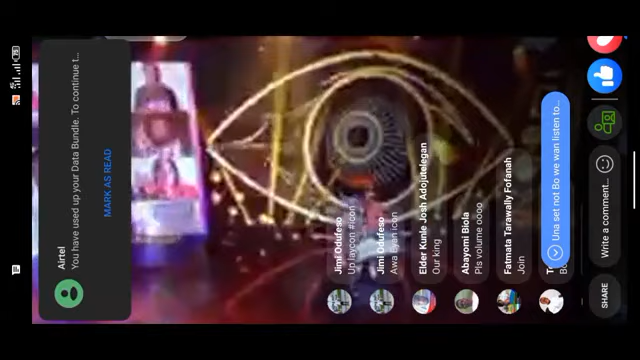 Airtel
You have used up your Data Bundle. To continue t...
MARK AS READ
Jimi Odufeso
Up laycon #icon
Jimi Odufeso
Awa ryan icon
Elder Kunle Josh Adojutelegan
Our king
Abayomi Biola
Pls volume oooo
Fatmata Tarawally Fofanah
Join
Una set not Bo we wan listen to...
SHARE
Write a comment...